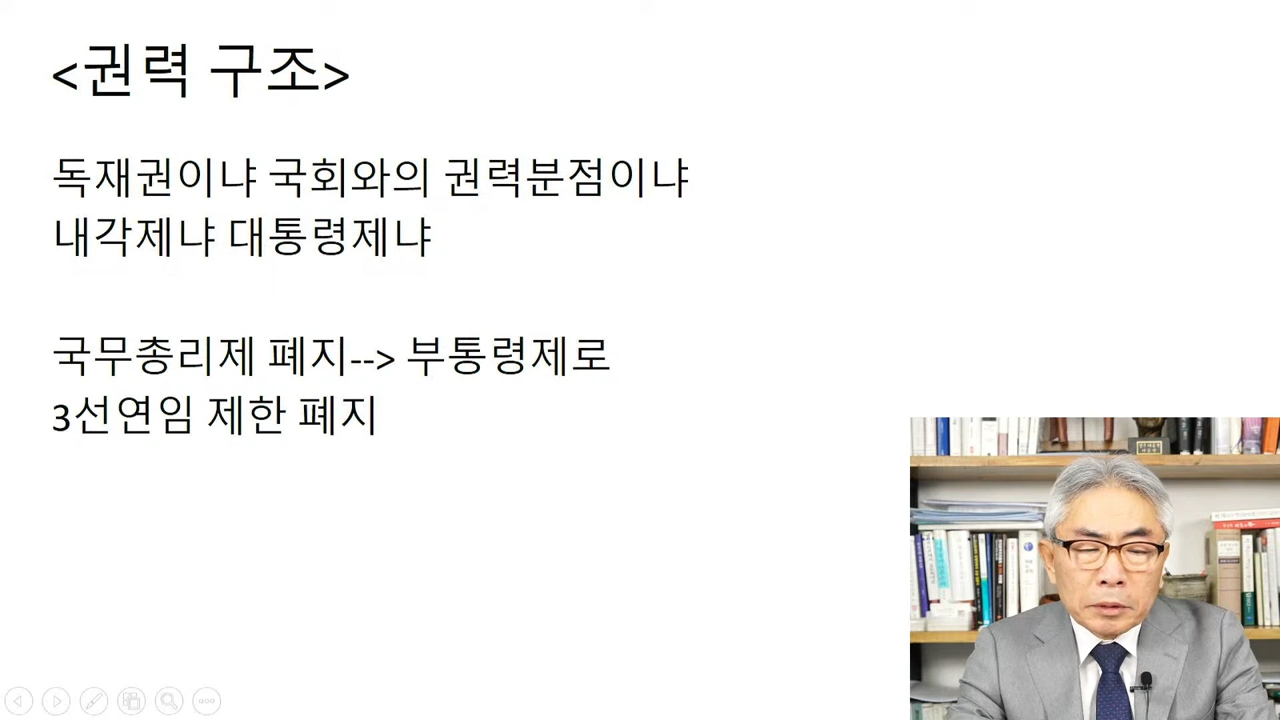 <권력 구조>
독재권이냐 국회와의 권력분점이냐
내각제냐 대통령제냐
국무총리제 폐지--> 부통령제로
3선연임 제한 폐지